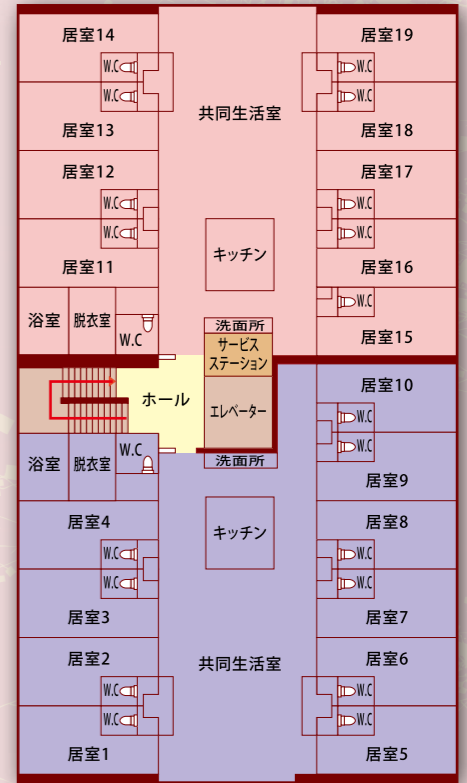 居室14
W.C
W.C
居室13
居室12
W.C
W.C
居室11
浴室
脱衣室
W.C
共同生活室
キッチン
洗面所
サービス
ステーション
エレベーター
洗面所
ホール
居室19
W.C
W.C
居室18
居室17
W.C
W.C
居室16
W.C
居室15
浴室
脱衣室
W.C
居室4
W.C
W.C
居室3
居室2
W.C
W.C
居室1
キッチン
共同生活室
居室10
W.C
W.C
居室9
居室8
W.C
W.C
居室7
居室6
W.C
W.C
居室5